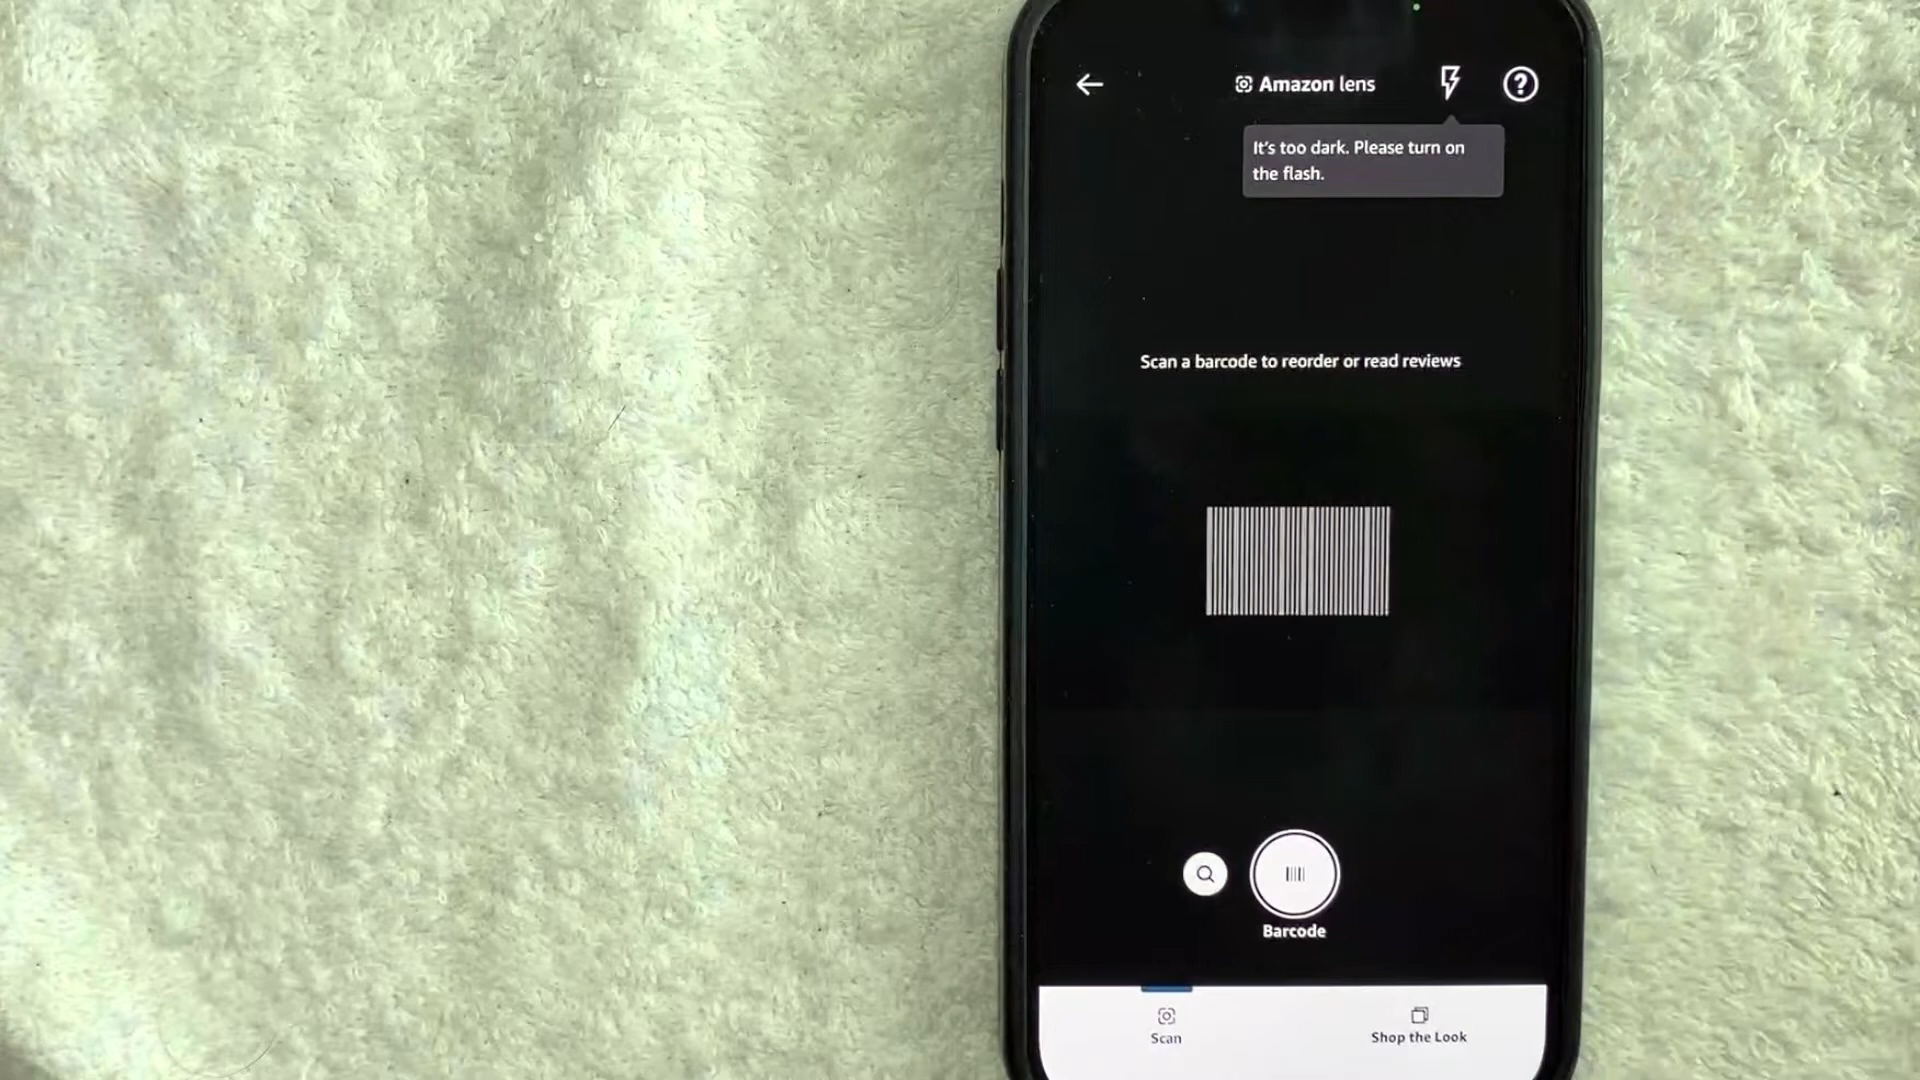 Amazon lens
It's too dark. Please turn on
the flash.
Scan a barcode to reorder or read reviews
Barcode
Scan
Shop the Look